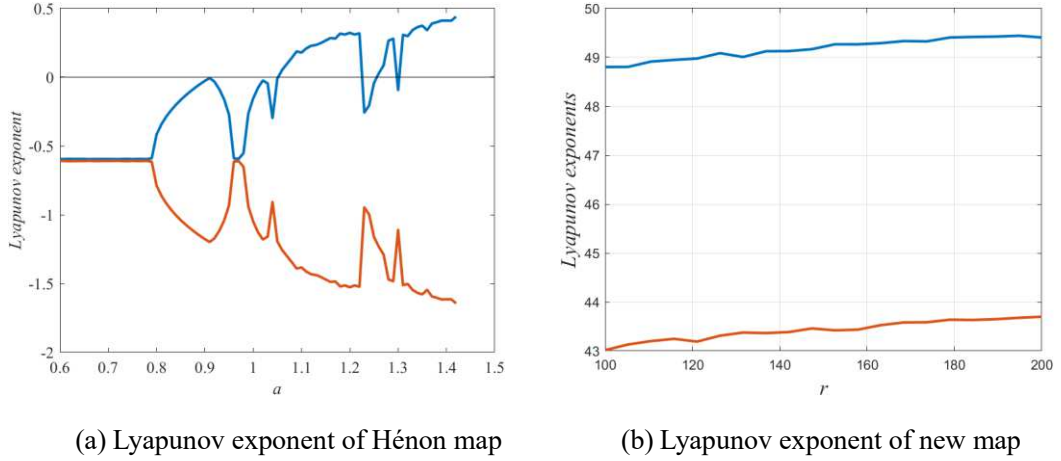 0.5
0
-0.5
-1
-1.5
-2
Lyapunov exponent
0.6 0.8 0.9 1 1.1 1.2 1.3 1.4 1.5
a
(a) Lyapunov exponent of Hénon map
50
49
48
47
46
45
44
43
Lyapunov exponents
100 120 140 160 180 200
r
(b) Lyapunov exponent of new map